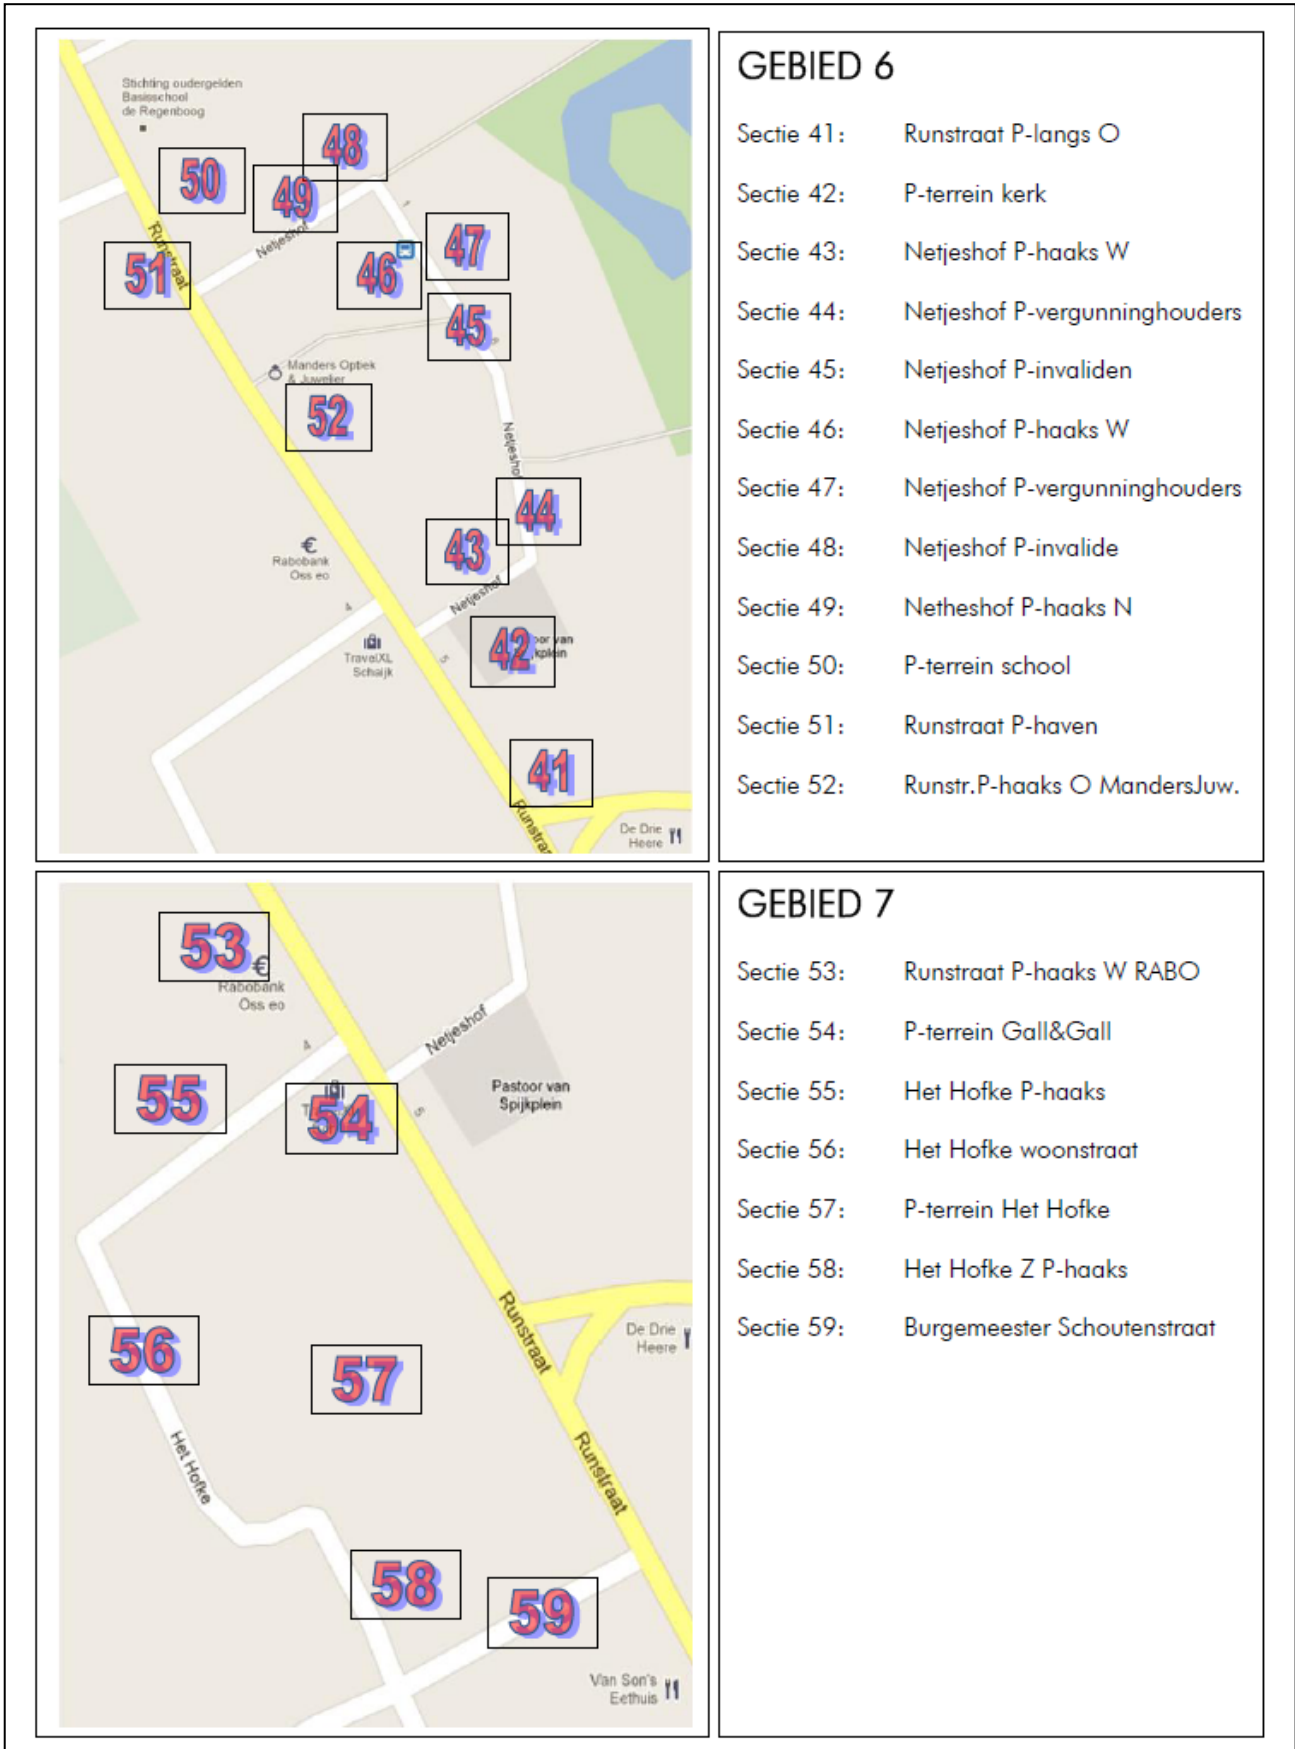 Stichting oudergelden
Basisschool
de Regenboog
48
50
49
Netjeshof
Runstraat
51
1
47
46
45
Manders Optiek
& Juwelier
52
Netjeshof
44
43
€
Rabobank
Oss eo
4
Netjeshof
TravelXL
Schaijk
5
42
41
Runstraat
De Drie
Heere
GEBIED 6
Sectie 41: Runstraat P-langs O
Sectie 42: P-terrein kerk
Sectie 43: Netjeshof P-haaks W
Sectie 44: Netjeshof P-vergunninghouders
Sectie 45: Netjeshof P-invaliden
Sectie 46: Netjeshof P-haaks W
Sectie 47: Netjeshof P-vergunninghouders
Sectie 48: Netjeshof P-invalide
Sectie 49: Netheshof P-haaks N
Sectie 50: P-terrein school
Sectie 51: Runstraat P-haven
Sectie 52: Runstr.P-haaks O MandersJuw.
53
€
Rabobank
Oss eo
4
Netjeshof
55
54
5
Pastoor van
Spijkplein
Runstraat
56
57
De Drie
Heere
Het Hofke
Runstraat
58
59
Van Son's
Eethuis
GEBIED 7
Sectie 53: Runstraat P-haaks W RABO
Sectie 54: P-terrein Gall&Gall
Sectie 55: Het Hofke P-haaks
Sectie 56: Het Hofke woonstraat
Sectie 57: P-terrein Het Hofke
Sectie 58: Het Hofke Z P-haaks
Sectie 59: Burgemeester Schoutenstraat